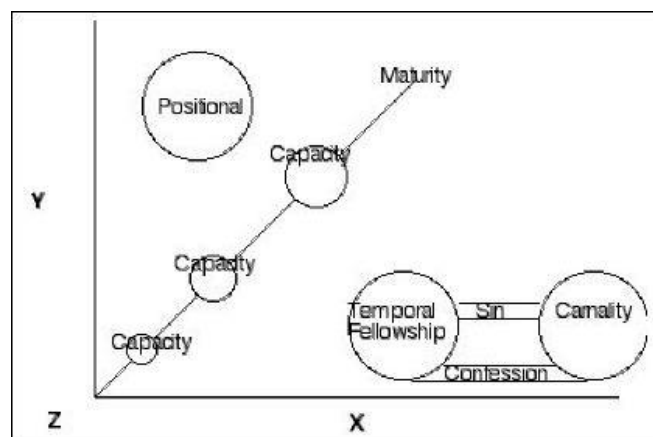 Maturity
Positional
Capacity
Y
Capacity
Temporal
Fellowship
Sin
Carnality
Capacity
Confession
Z
X